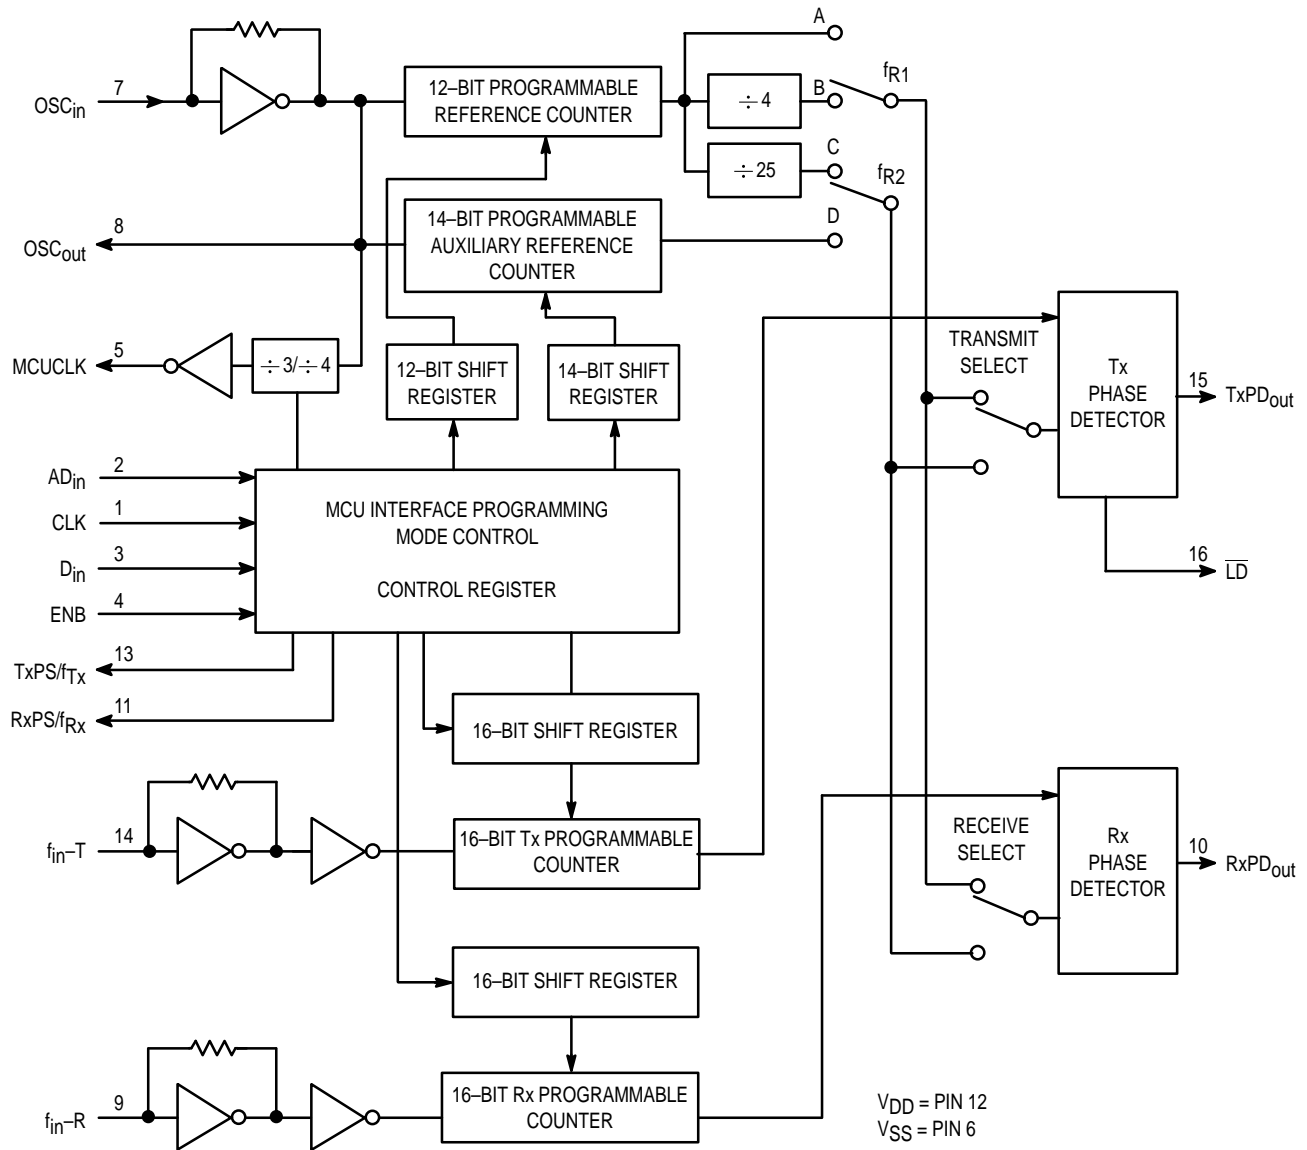 A
7
OSCin
12–BIT PROGRAMMABLE
REFERENCE COUNTER
÷ 4
B
fR1
÷ 25
C
fR2
8
OSCout
14–BIT PROGRAMMABLE
AUXILIARY REFERENCE
COUNTER
D
5
MCUCLK
÷ 3/÷ 4
12–BIT SHIFT
REGISTER
14–BIT SHIFT
REGISTER
TRANSMIT
SELECT
Tx
PHASE
DETECTOR
15
TxPDout
16
LD
ADin
2
CLK
1
Din
3
ENB
4
MCU INTERFACE PROGRAMMING
MODE CONTROL
CONTROL REGISTER
TxPS/fTx
13
RxPS/fRx
11
16–BIT SHIFT REGISTER
fin–T
14
16–BIT Tx PROGRAMMABLE
COUNTER
RECEIVE
SELECT
Rx
PHASE
DETECTOR
10
RxPDout
16–BIT SHIFT REGISTER
fin–R
9
16–BIT Rx PROGRAMMABLE
COUNTER
VDD = PIN 12
VSS = PIN 6